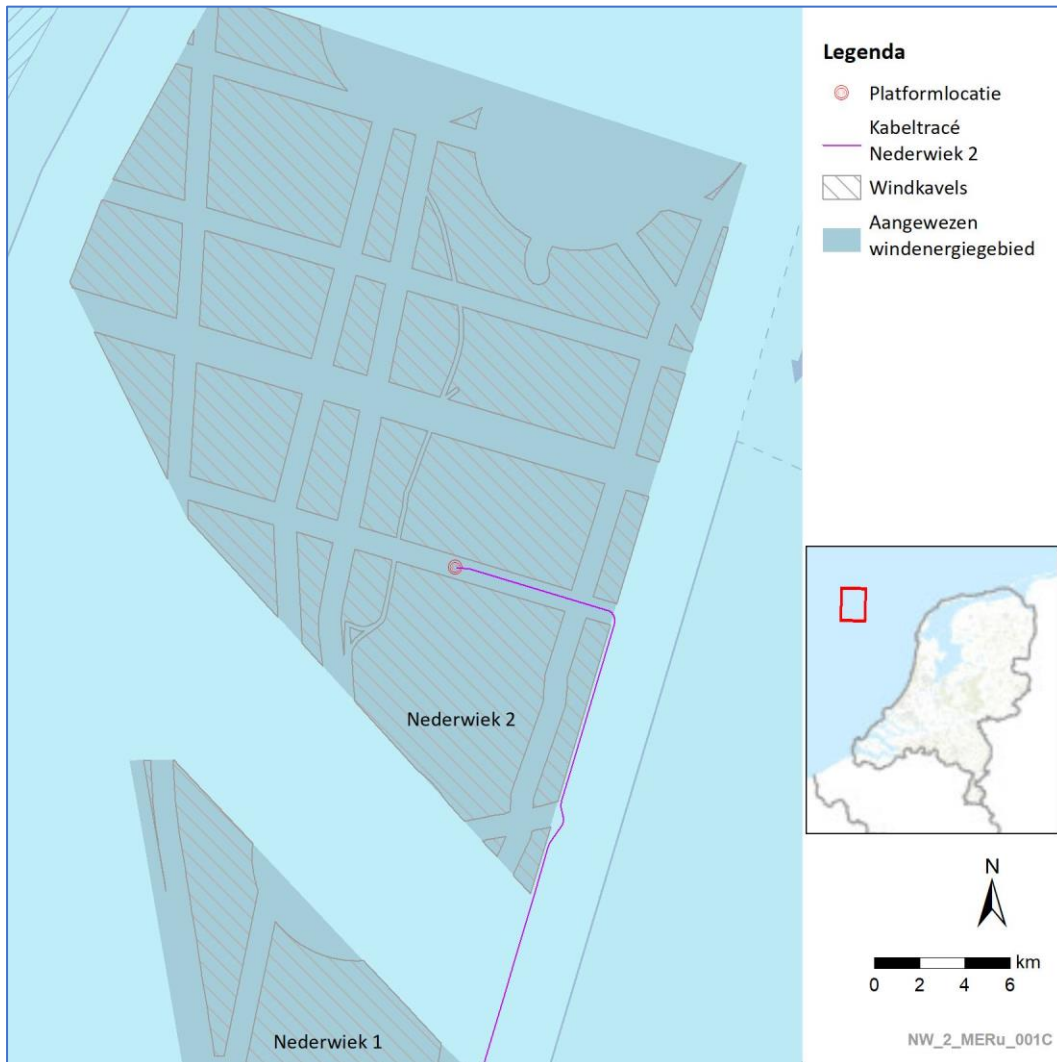 Legenda
Platformlocatie
Kabeltracé
Nederwiek 2
Windkavels
Aangewezen
windenergiegebied
Nederwiek 2
Nederwiek 1
N
km
0 2 4 6
NW_2_MERu_001C